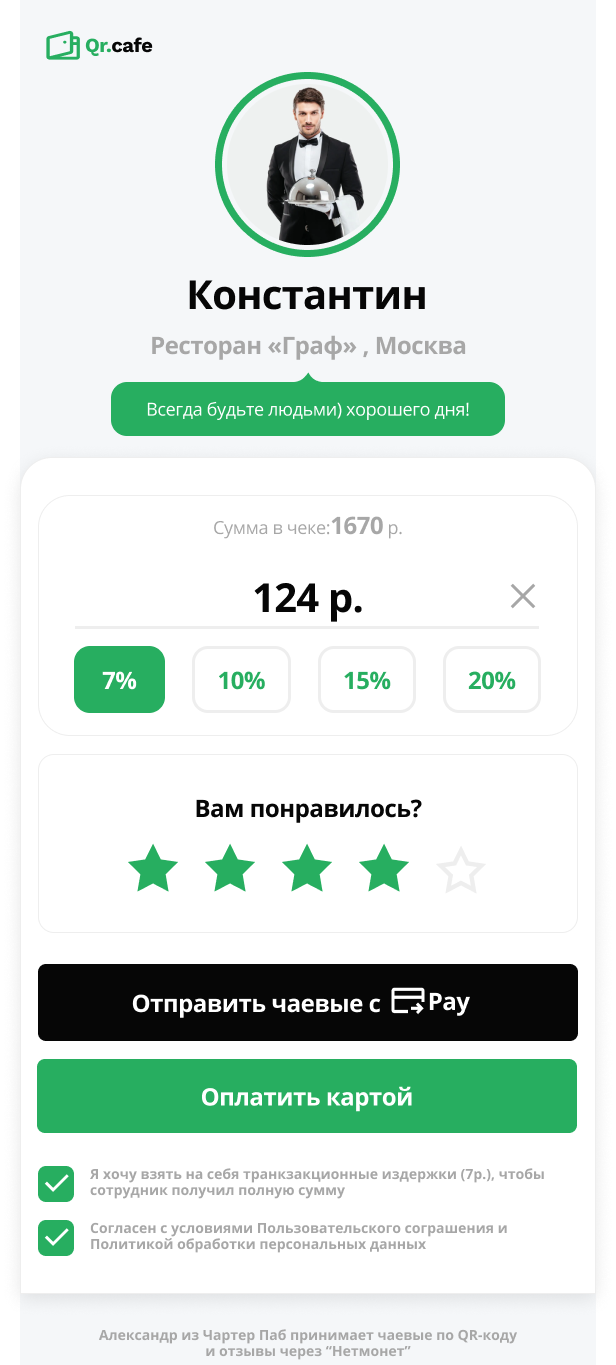 Qr.cafe
Константин
Ресторан «Граф» , Москва
Всегда будьте людьми) хорошего дня!
Сумма в чеке:1670 р.
124 р.
7% 10% 15% 20%
Вам понравилось?
Отправить чаевые с Pay
Оплатить картой
Я хочу взять на себя транкзакционные издержки (7р.), чтобы
сотрудник получил полную сумму
Согласен с условиями Пользовательского сограшения и
Политикой обработки персональных данных
Александр из Чартер Паб принимает чаевые по QR-коду
и отзывы через “Нетмонет”